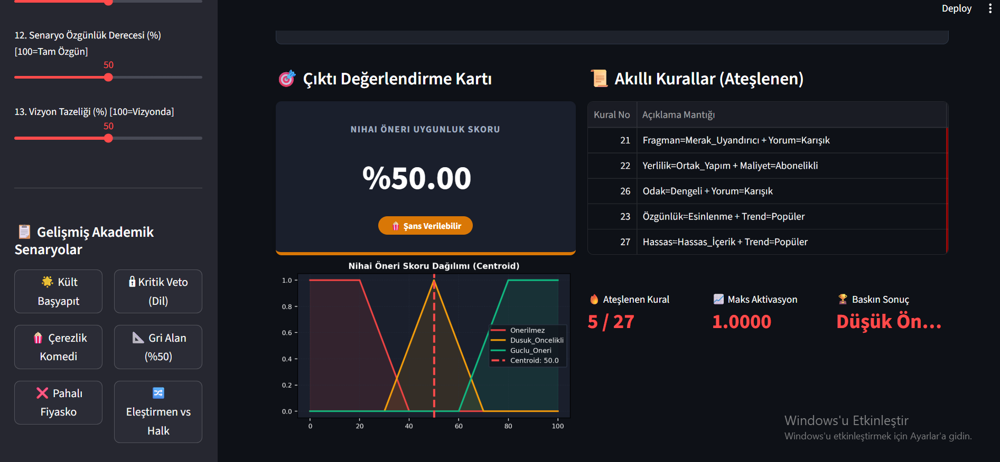 Deploy
12. Senaryo Özgünlük Derecesi (%)
[100=Tam Özgün]
50
13. Vizyon Tazeliği (%) [100=Vizyonda]
50
Gelişmiş Akademik
Senaryolar
Kült
Başyapıt
Kritik Veto
(Dil)
Çerezlik
Komedi
Gri Alan
(%50)
Pahalı
Fiyasko
Eleştirmen vs
Halk
Çıktı Değerlendirme Kartı
NIHAI ÖNERI UYGUNLUK SKORU
%50.00
Şans Verilebilir
Nihai Öneri Skoru Dağılımı (Centroid)
1.0
0.8
0.6
0.4
0.2
0.0
0 20 40 60 80 100
Onerilmez
Dusuk_Oncelikli
Guclu_Oneri
Centroid: 50.0
Akıllı Kurallar (Ateşlenen)
Kural No Açıklama Mantığı
21 Fragman=Merak_Uyandırıcı + Yorum=Karışık
22 Yerlilik=Ortak_Yapım + Maliyet=Abonelikli
26 Odak=Dengeli + Yorum=Karışık
23 Özgünlük=Esinlenme + Trend=Popüler
27 Hassas=Hassas_İçerik + Trend=Popüler
Ateşlenen Kural
5 / 27
Maks Aktivasyon
1.0000
Baskın Sonuç
Düşük Ön...
Windows'u Etkinleştir
Windows'u etkinleştirmek için Ayarlar'a gidin.